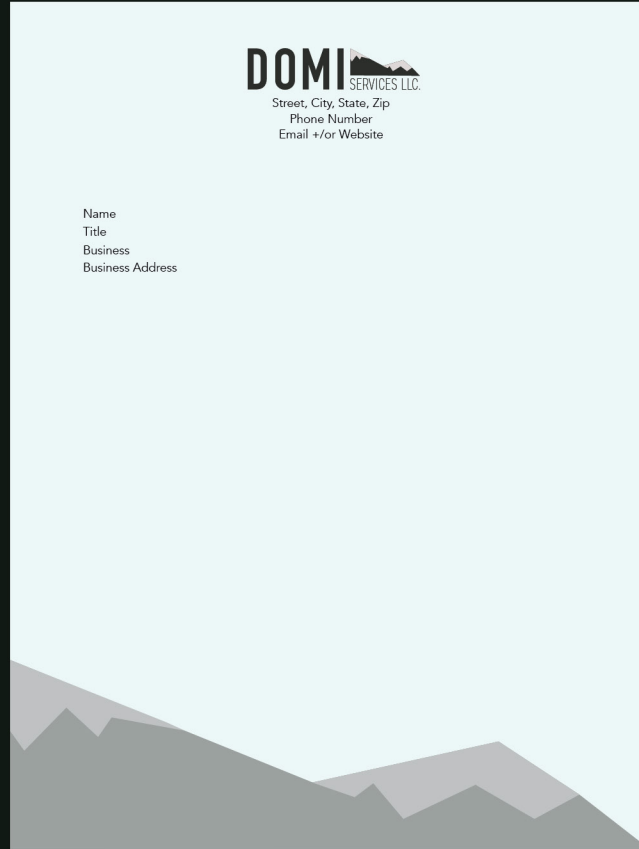 DOMI
SERVICES LLC.
Street, City, State, Zip
Phone Number
Email +/or Website
Name
Title
Business
Business Address